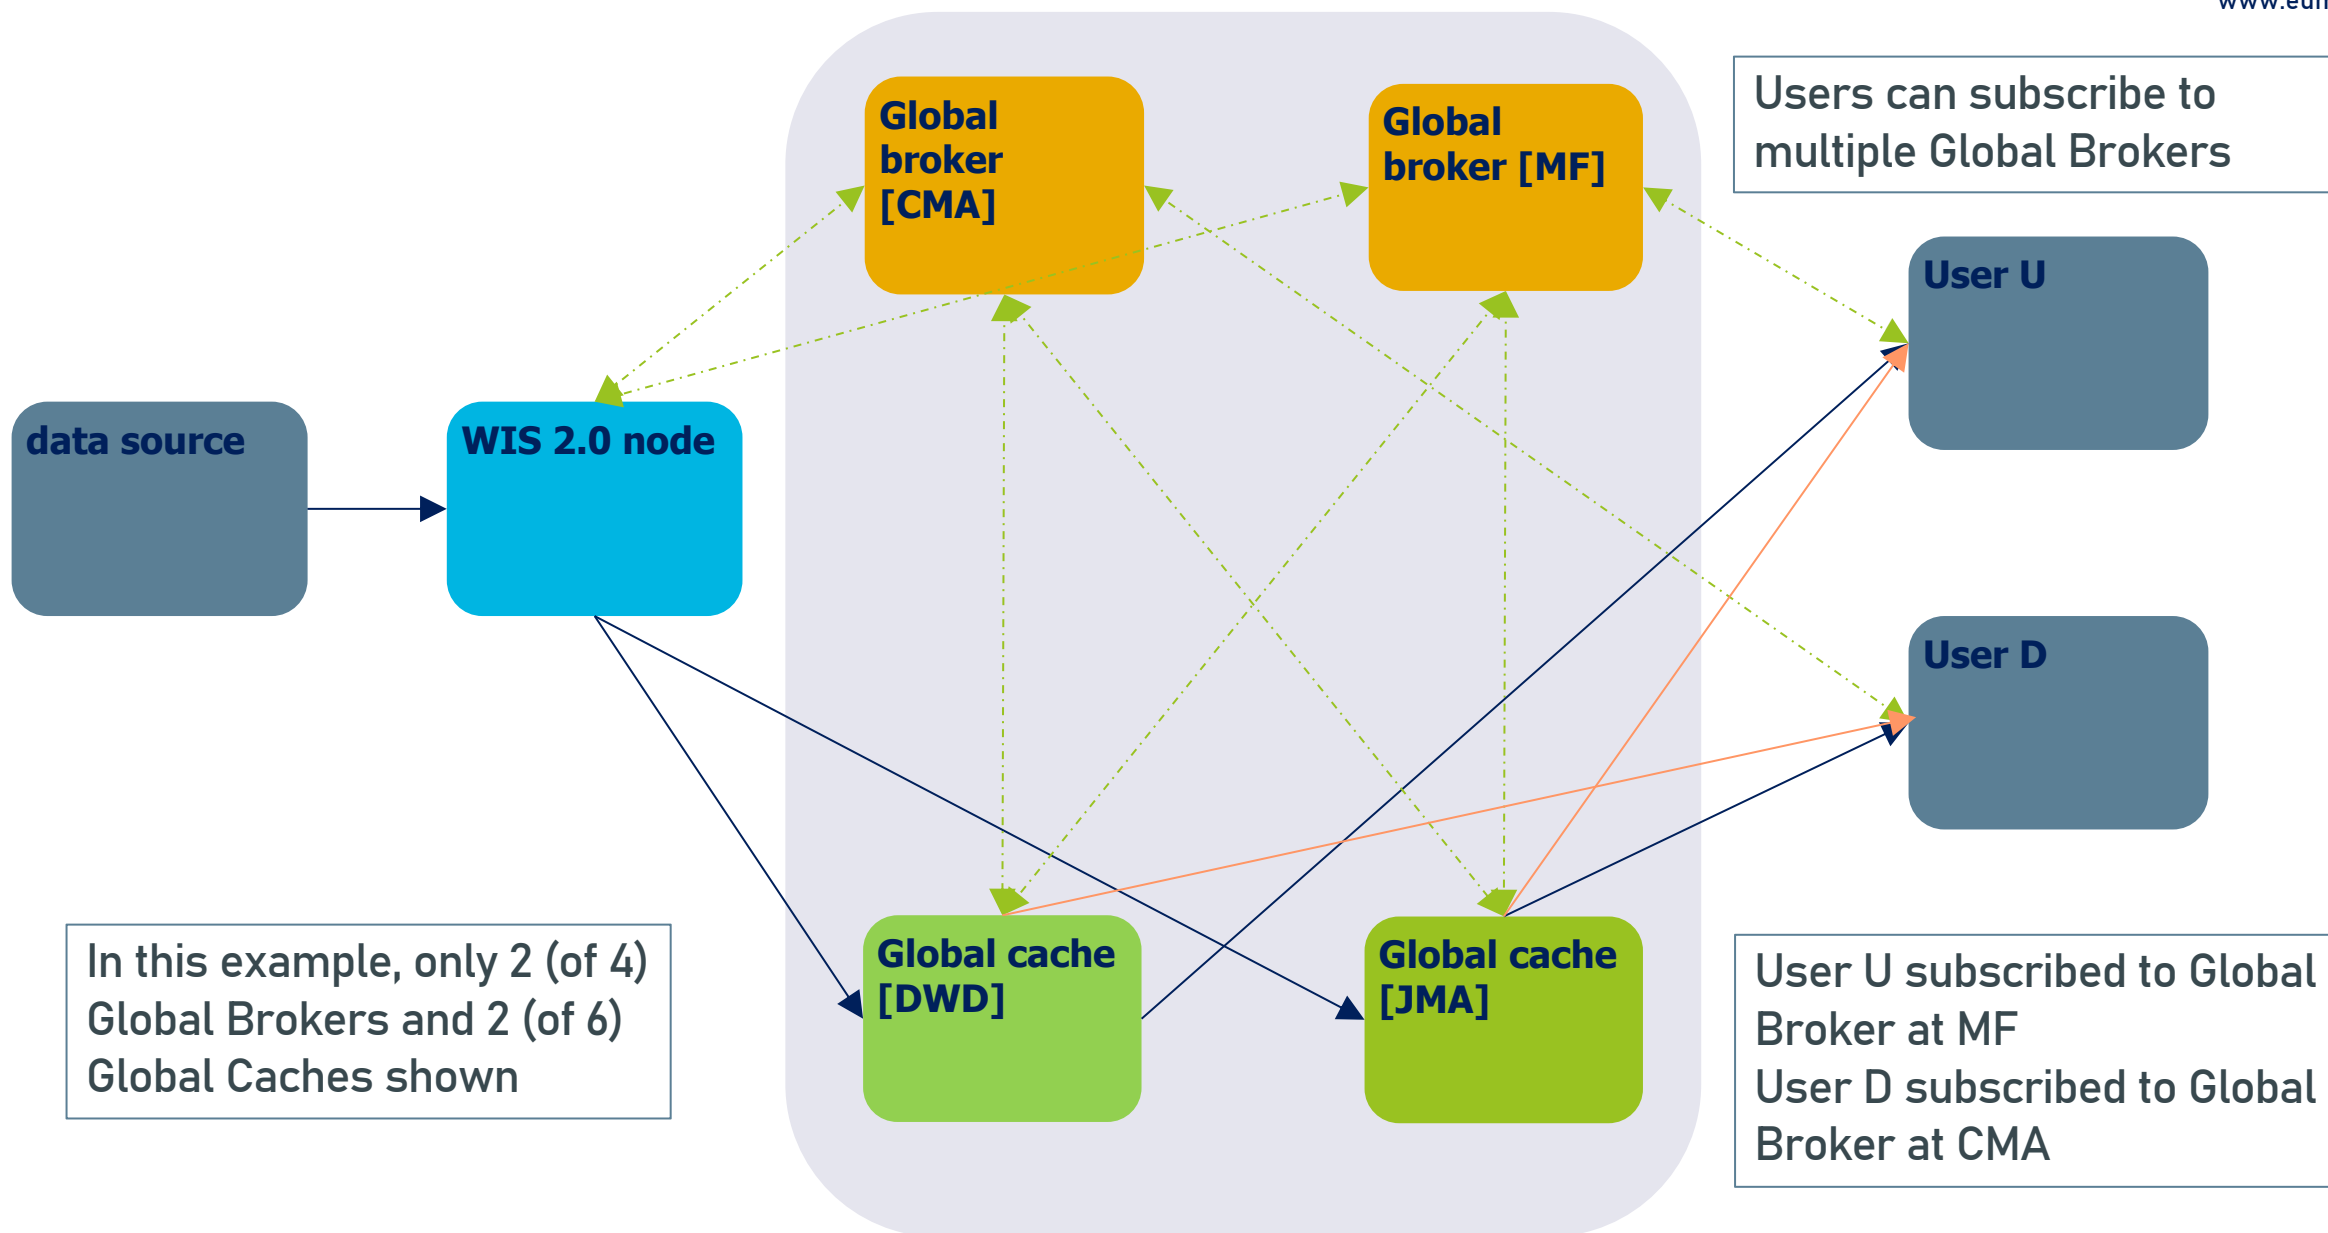 Global
broker
[CMA]
Global
broker [MF]
Users can subscribe to
multiple Global Brokers
User U
data source
WIS 2.0 node
User D
In this example, only 2 (of 4)
Global Brokers and 2 (of 6)
Global Caches shown
Global cache
[DWD]
Global cache
[JMA]
User U subscribed to Global
Broker at MF
User D subscribed to Global
Broker at CMA